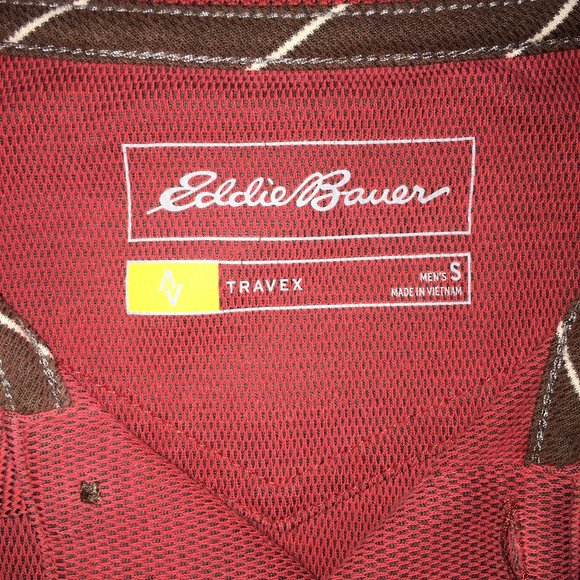 Eddie Bauer
TRAVEX
MEN'S S
MADE IN VIETNAM